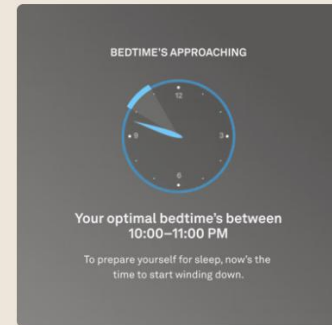 BEDTIME'S APPROACHING
12
9
3
6
Your optimal bedtime's between
10:00–11:00 PM
To prepare yourself for sleep, now's the
time to start winding down.